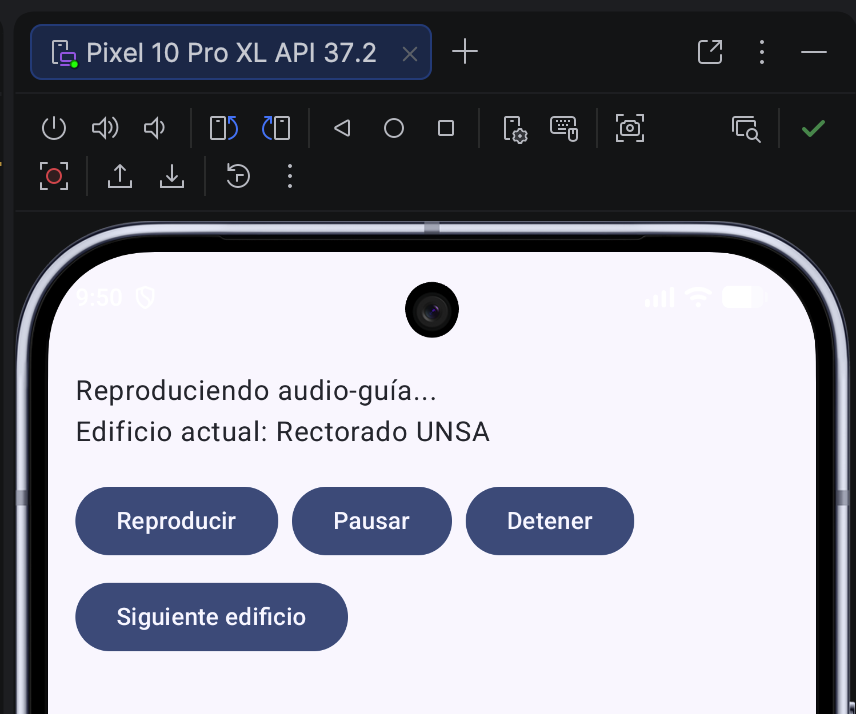 Pixel 10 Pro XL API 37.2
9:50
Reproduciendo audio-guía...
Edificio actual: Rectorado UNSA
Reproducir
Pausar
Detener
Siguiente edificio